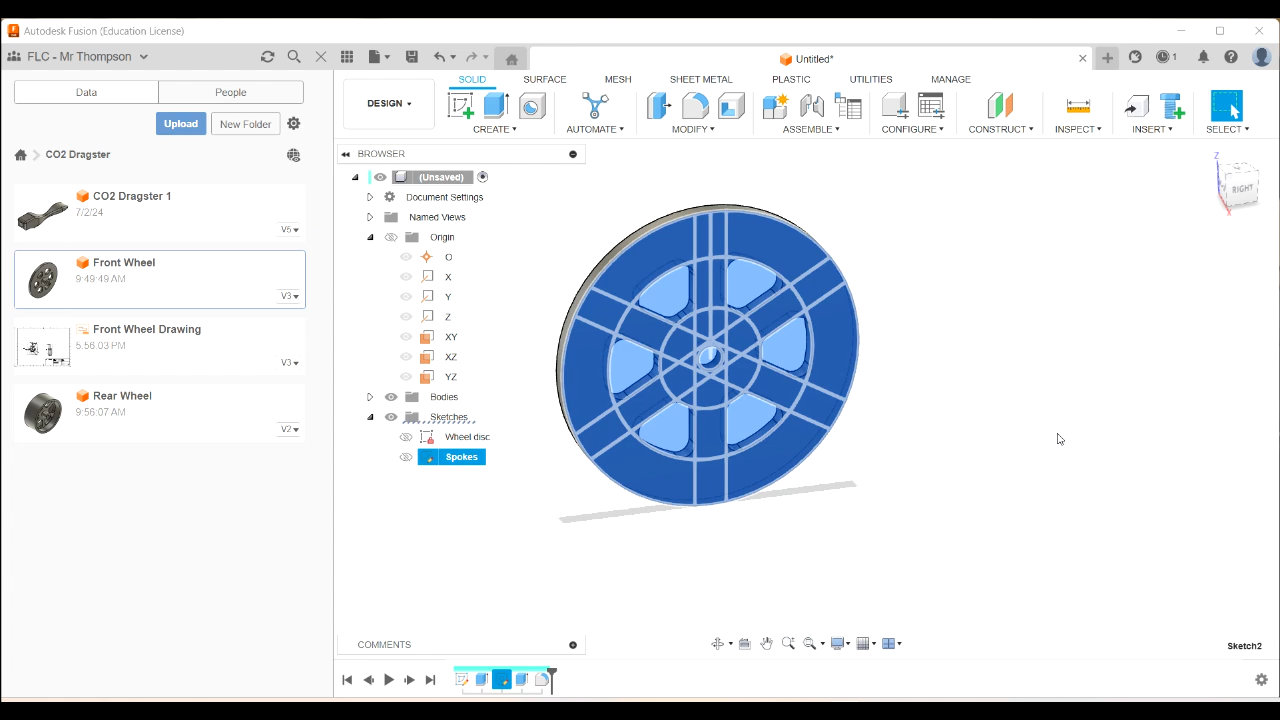 Autodesk Fusion (Education License)
FLC - Mr Thompson
Untitled*
1
Data
People
Upload
New Folder
CO2 Dragster
CO2 Dragster 1
7/2/24
V5
Front Wheel
9:49:49 AM
V3
Front Wheel Drawing
5:56:03 PM
V3
Rear Wheel
9:56:07 AM
V2
DESIGN
SOLID
SURFACE
MESH
SHEET METAL
PLASTIC
UTILITIES
MANAGE
CREATE
AUTOMATE
MODIFY
ASSEMBLE
CONFIGURE
CONSTRUCT
INSPECT
INSERT
SELECT
BROWSER
(Unsaved)
Document Settings
Named Views
Origin
O
X
Y
Z
XY
XZ
YZ
Bodies
Sketches
Wheel disc
Spokes
Z
RIGHT
X
COMMENTS
Sketch2